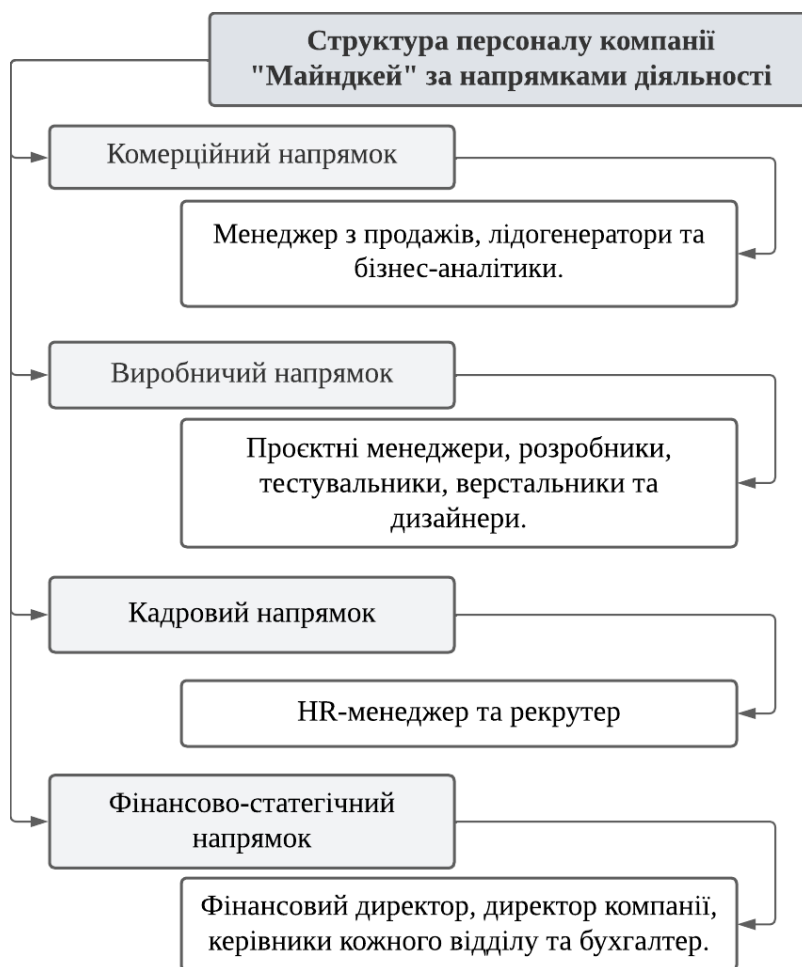 Структура персоналу компанії
"Майндкей" за напрямками діяльності
Комерційний напрямок
Менеджер з продажів, лідогенератори та
бізнес-аналітики.
Виробничий напрямок
Проєктні менеджери, розробники,
тестувальники, верстальники та
дизайнери.
Кадровий напрямок
HR-менеджер та рекрутер
Фінансово-статегічний
напрямок
Фінансовий директор, директор компанії,
керівники кожного відділу та бухгалтер.